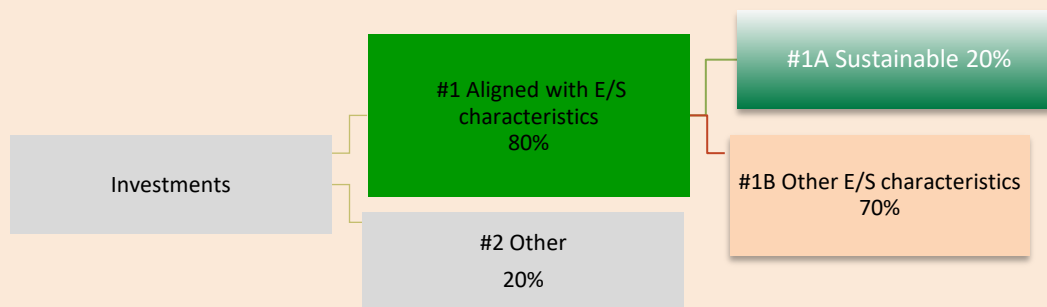 Investments
#1 Aligned with E/S
characteristics
80%
#2 Other
20%
#1A Sustainable 20%
#1B Other E/S characteristics
70%